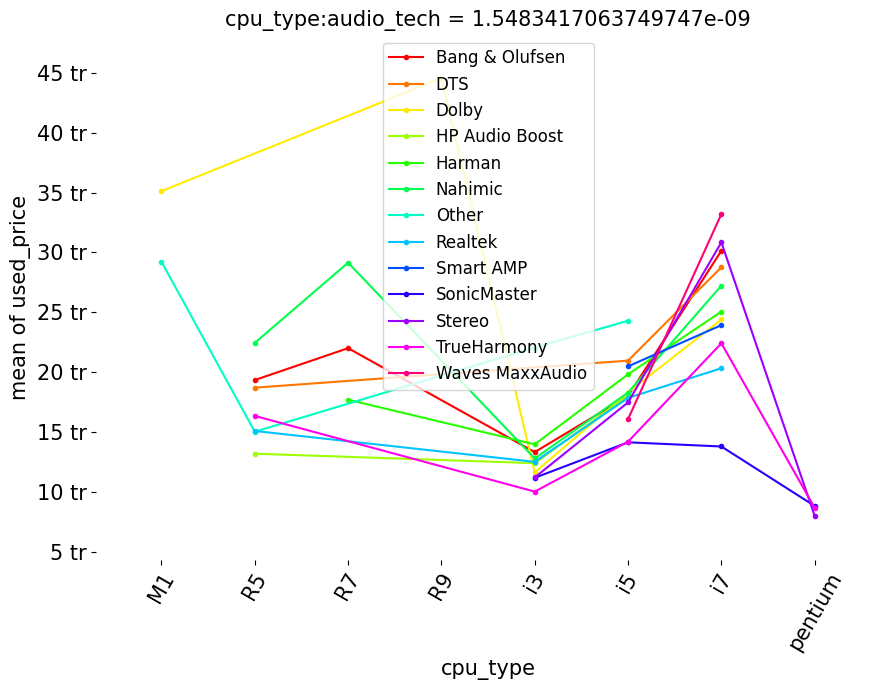 cpu_type:audio_tech = 1.5483417063749747e-09
45 tr
40 tr
35 tr
30 tr
25 tr
20 tr
15 tr
10 tr
5 tr
mean of used_price
Bang & Olufsen
DTS
Dolby
HP Audio Boost
Harman
Nahimic
Other
Realtek
Smart AMP
SonicMaster
Stereo
TrueHarmony
Waves MaxxAudio
M1
R5
R7
R9
i3
i5
i7
pentium
cpu_type